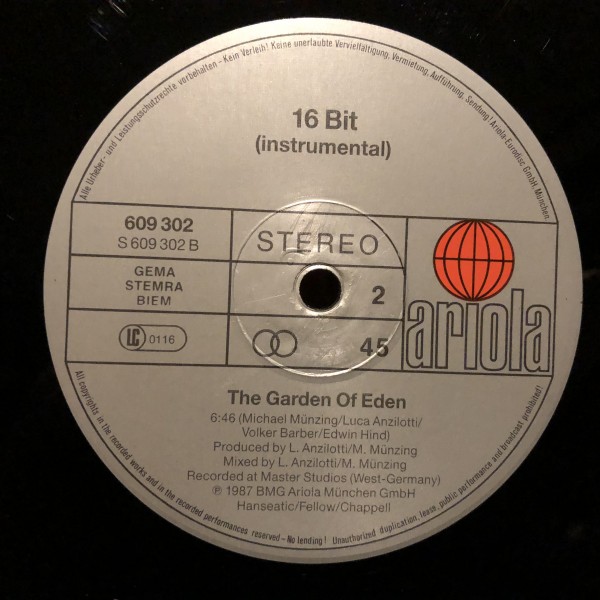 Alle Urheber- und Leistungsschutzrechte vorbehalten – Kein Verleih! Keine unerlaubte Vervielfältigung, Vermietung, Aufführung, Sendung! Ariola-Eurodisc GmbH, München.
16 Bit
(instrumental)
609 302
S 609 302 B
STEREO
GEMA
STEMRA
BIEM
2
LC 0116
45
ariola
The Garden Of Eden
6:46 (Michael Münzing/Luca Anzilotti/
Volker Barber/Edwin Hind)
Produced by L. Anzilotti/M. Münzing
Mixed by L. Anzilotti/M. Münzing
Recorded at Master Studios (West-Germany)
℗ 1987 BMG Ariola München GmbH
Hanseatic/Fellow/Chappell
All copyrights in the recorded works and in the recorded performances reserved – No lending! Unauthorized duplication, lease, public performance and broadcast prohibited!